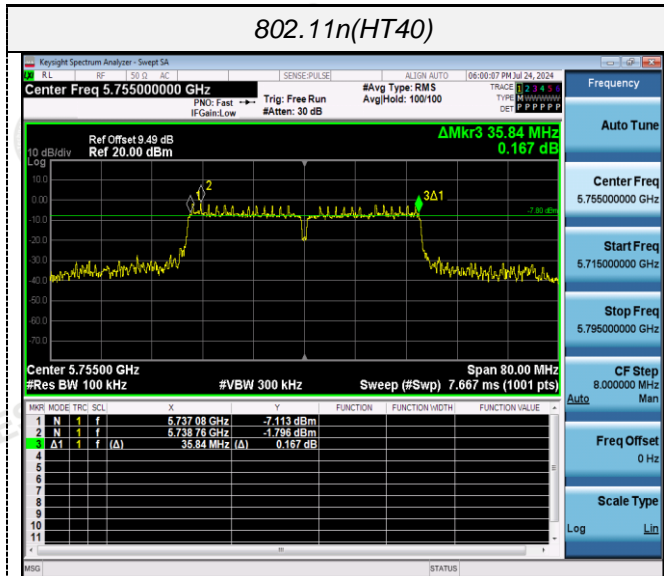 802.11n(HT40)
Keysight Spectrum Analyzer - Swept SA
RL RF 50 Ω AC SENSE:PULSE ALIGN AUTO 06:00:07 PM Jul 24, 2024
Center Freq 5.755000000 GHz
PNO: Fast
IFGain:Low
Trig: Free Run
#Atten: 30 dB
#Avg Type: RMS
Avg|Hold: 100/100
TRACE 1 2 3 4 5 6
TYPE M WWWWW
DET P P P P P P
Frequency
Ref Offset 9.49 dB
Ref 20.00 dBm
10 dB/div
Log
ΔMkr3 35.84 MHz
0.167 dB
10.0
0.00
-10.0
-20.0
-30.0
-40.0
-50.0
-60.0
-70.0
1
2
3Δ1
-7.80 dBm
Center 5.75500 GHz
#Res BW 100 kHz
#VBW 300 kHz
Span 80.00 MHz
Sweep (#Swp) 7.667 ms (1001 pts)
MKR MODE TRC SCL X Y FUNCTION FUNCTION WIDTH FUNCTION VALUE
1 N 1 f 5.737 08 GHz -7.113 dBm
2 N 1 f 5.738 76 GHz -1.796 dBm
3 Δ1 1 f (Δ) 35.84 MHz (Δ) 0.167 dB
4
5
6
7
8
9
10
11
Auto Tune
Center Freq
5.755000000 GHz
Start Freq
5.715000000 GHz
Stop Freq
5.795000000 GHz
CF Step
8.000000 MHz
Auto Man
Freq Offset
0 Hz
Scale Type
Log Lin
MSG STATUS